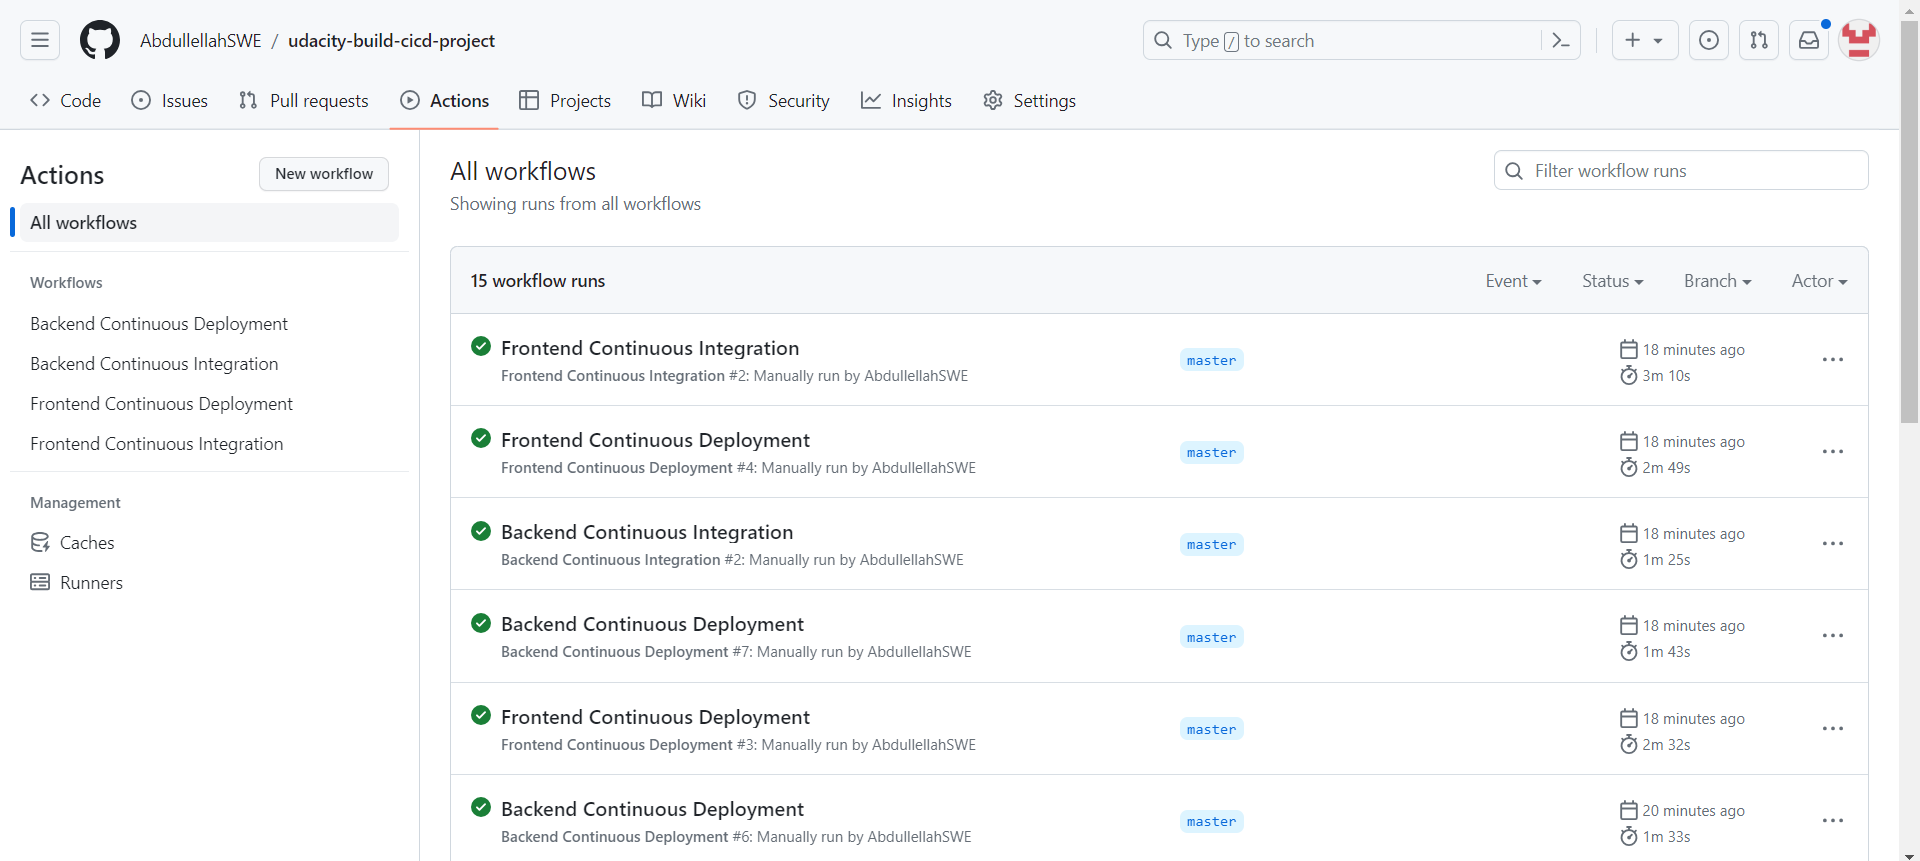 AbdullellahSWE / udacity-build-cicd-project
Type / to search
Code Issues Pull requests Actions Projects Wiki Security Insights Settings
Actions
New workflow
All workflows
Workflows
Backend Continuous Deployment
Backend Continuous Integration
Frontend Continuous Deployment
Frontend Continuous Integration
Management
Caches
Runners
All workflows
Showing runs from all workflows
Filter workflow runs
15 workflow runs
Event Status Branch Actor
Frontend Continuous Integration
Frontend Continuous Integration #2: Manually run by AbdullellahSWE
master
18 minutes ago
3m 10s
Frontend Continuous Deployment
Frontend Continuous Deployment #4: Manually run by AbdullellahSWE
master
18 minutes ago
2m 49s
Backend Continuous Integration
Backend Continuous Integration #2: Manually run by AbdullellahSWE
master
18 minutes ago
1m 25s
Backend Continuous Deployment
Backend Continuous Deployment #7: Manually run by AbdullellahSWE
master
18 minutes ago
1m 43s
Frontend Continuous Deployment
Frontend Continuous Deployment #3: Manually run by AbdullellahSWE
master
18 minutes ago
2m 32s
Backend Continuous Deployment
Backend Continuous Deployment #6: Manually run by AbdullellahSWE
master
20 minutes ago
1m 33s